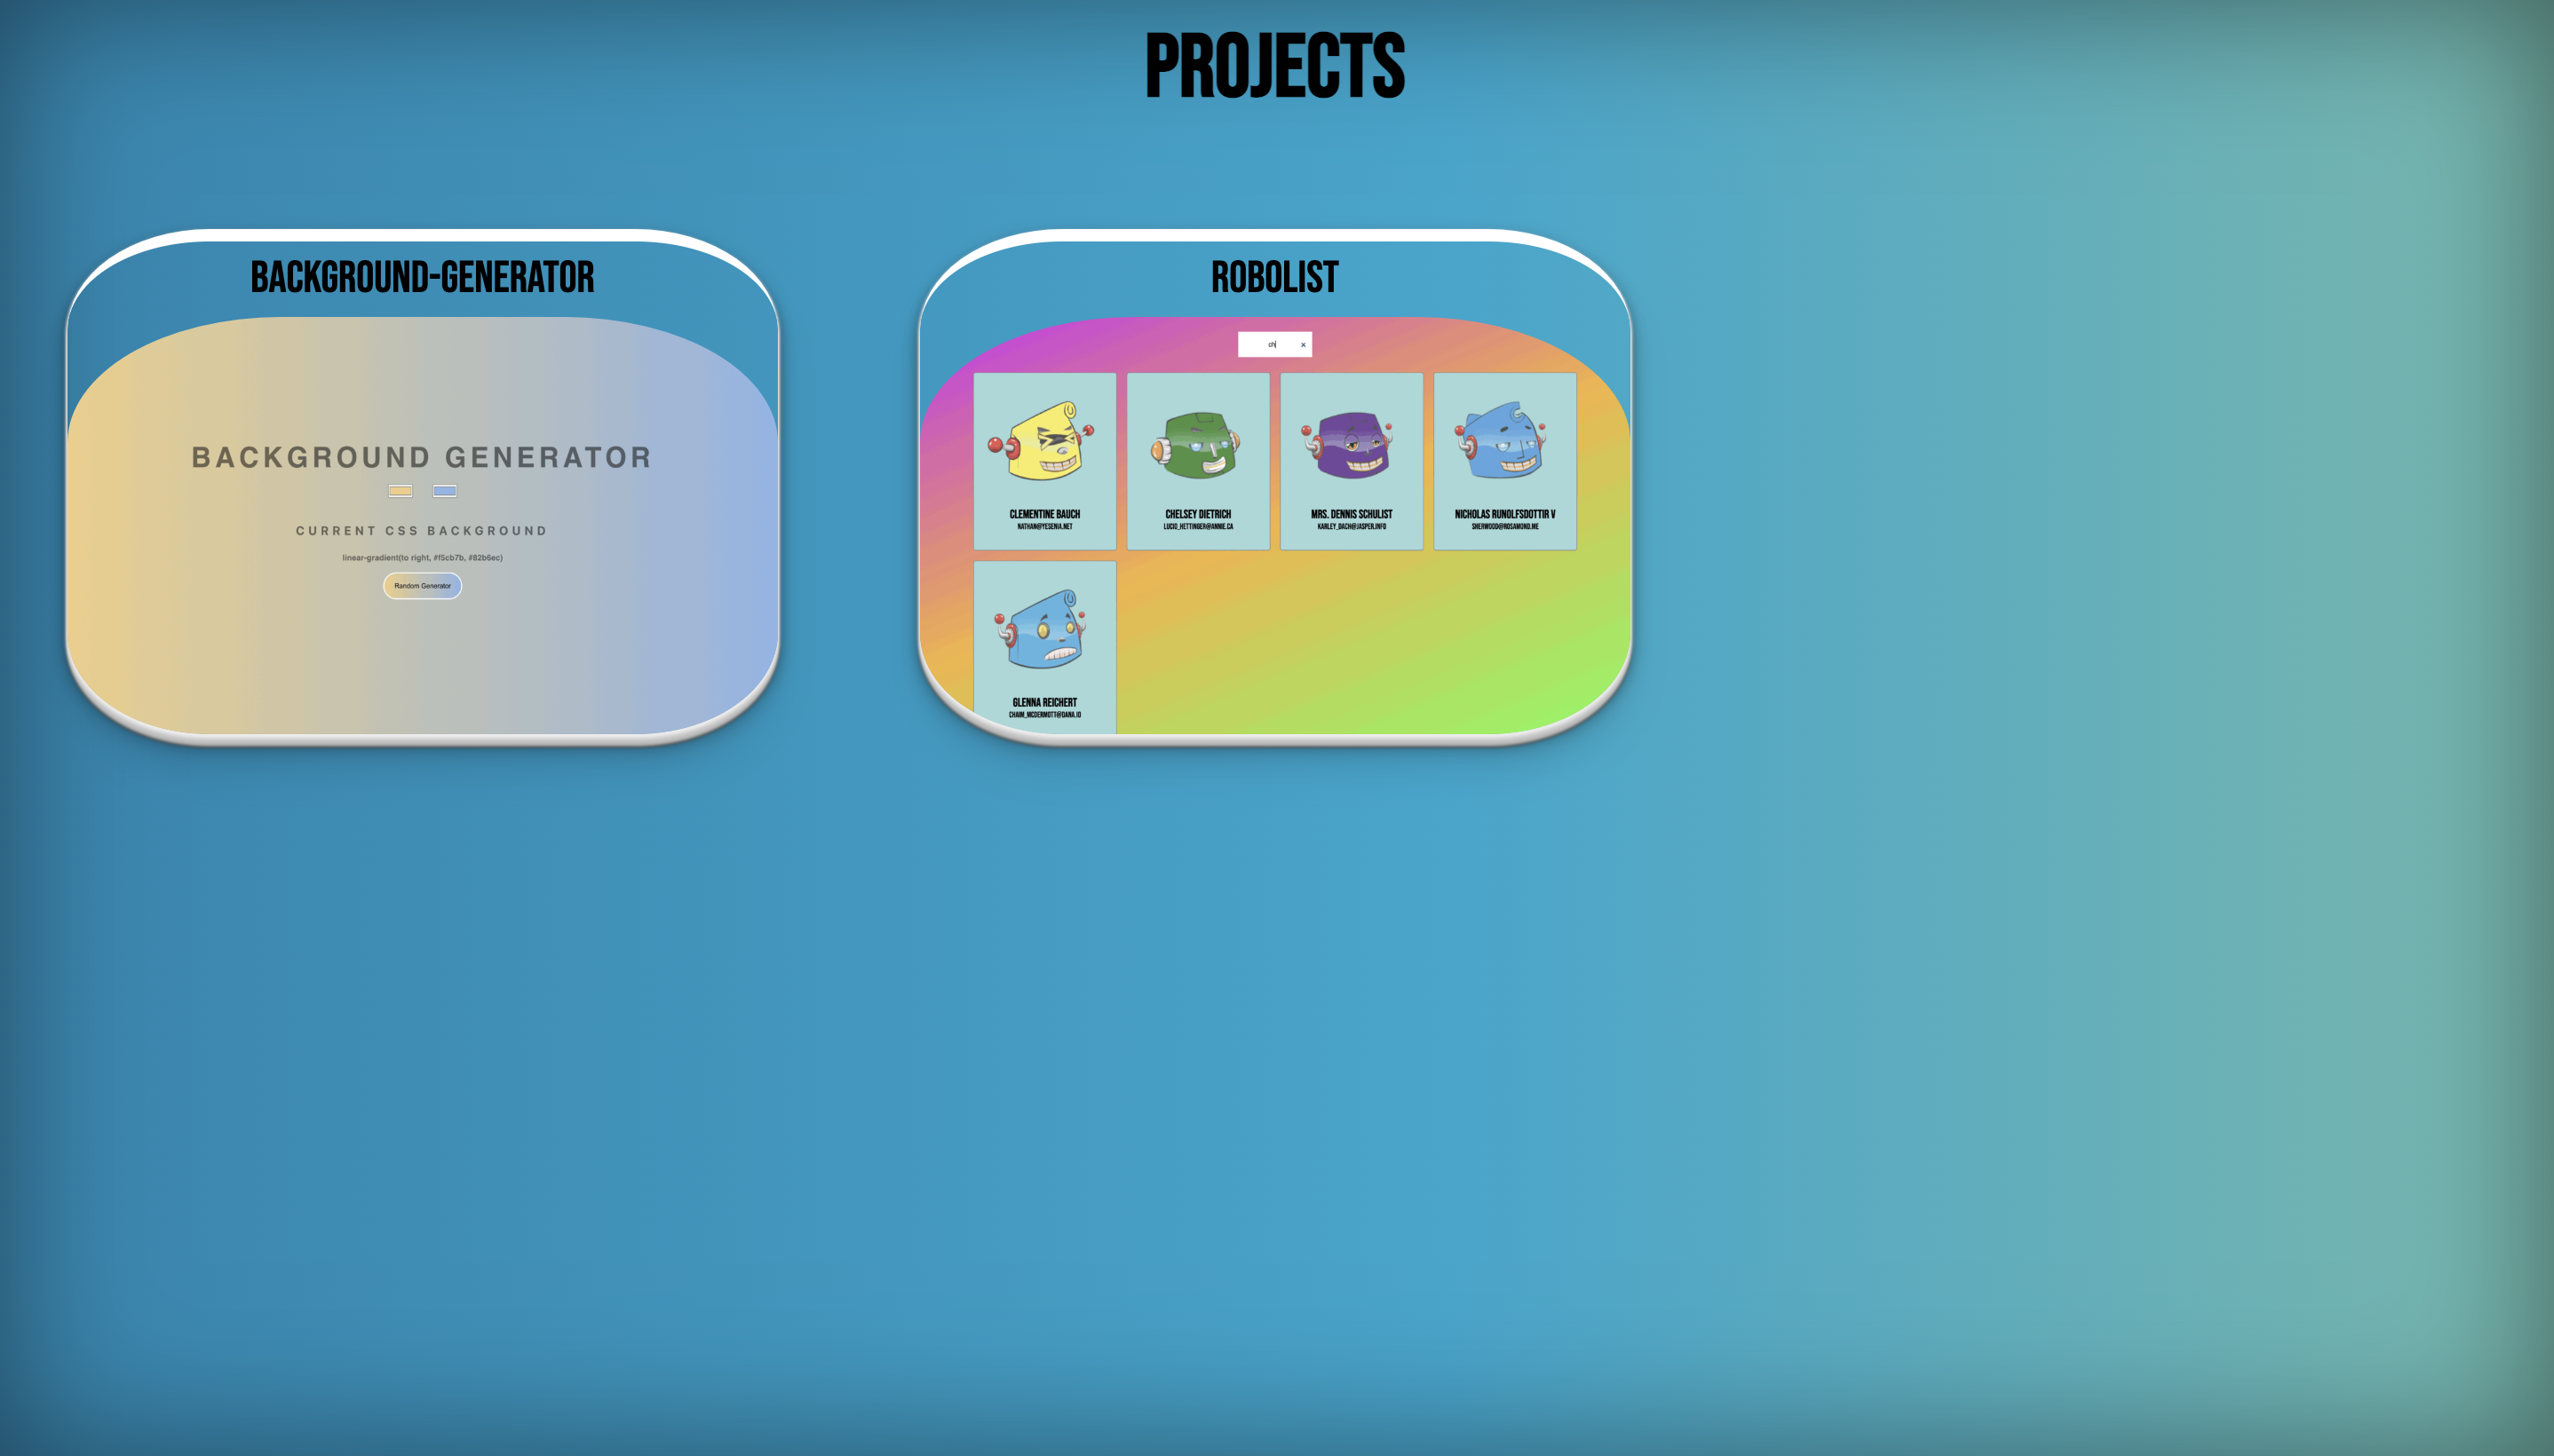 PROJECTS
BACKGROUND-GENERATOR
BACKGROUND GENERATOR
CURRENT CSS BACKGROUND
linear-gradient(to right, #f5cb7b, #82b6ec)
Random Generator
ROBOLIST
ch
CLEMENTINE BAUCH
NATHAN@YESENIA.NET
CHELSEY DIETRICH
LUCIO_HETTINGER@ANNIE.CA
MRS. DENNIS SCHULIST
KARLEY_DACH@JASPER.INFO
NICHOLAS RUNOLFSDOTTIR V
SHERWOOD@ROSAMOND.ME
GLENNA REICHERT
CHAIM_MCDERMOTT@DANA.IO